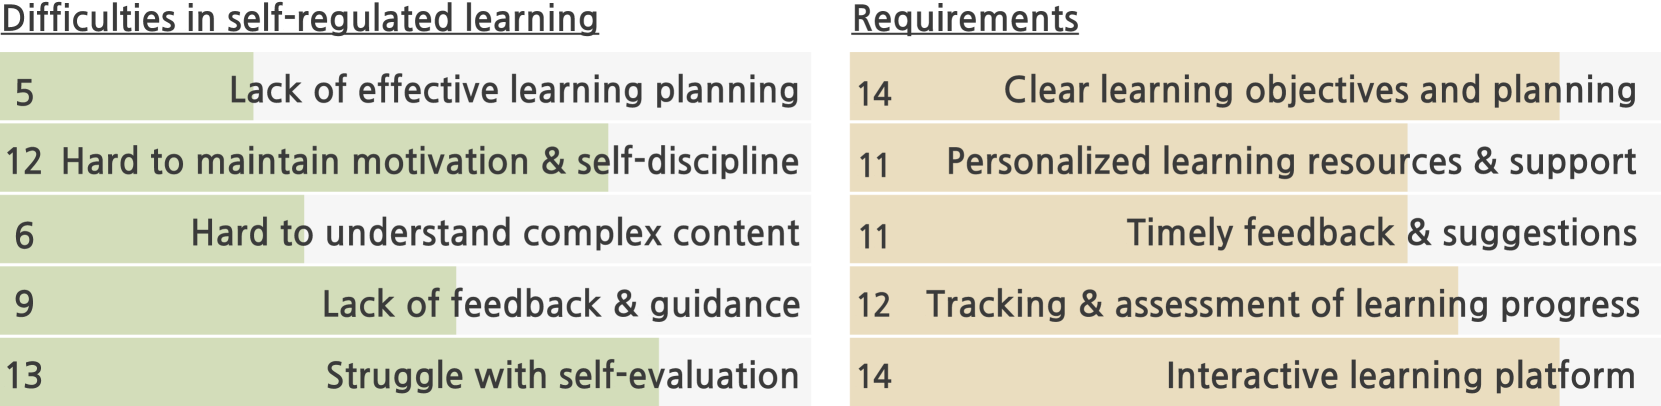 Difficulties in self-regulated learning
5 Lack of effective learning planning
12 Hard to maintain motivation & self-discipline
6 Hard to understand complex content
9 Lack of feedback & guidance
13 Struggle with self-evaluation
Requirements
14 Clear learning objectives and planning
11 Personalized learning resources & support
11 Timely feedback & suggestions
12 Tracking & assessment of learning progress
14 Interactive learning platform